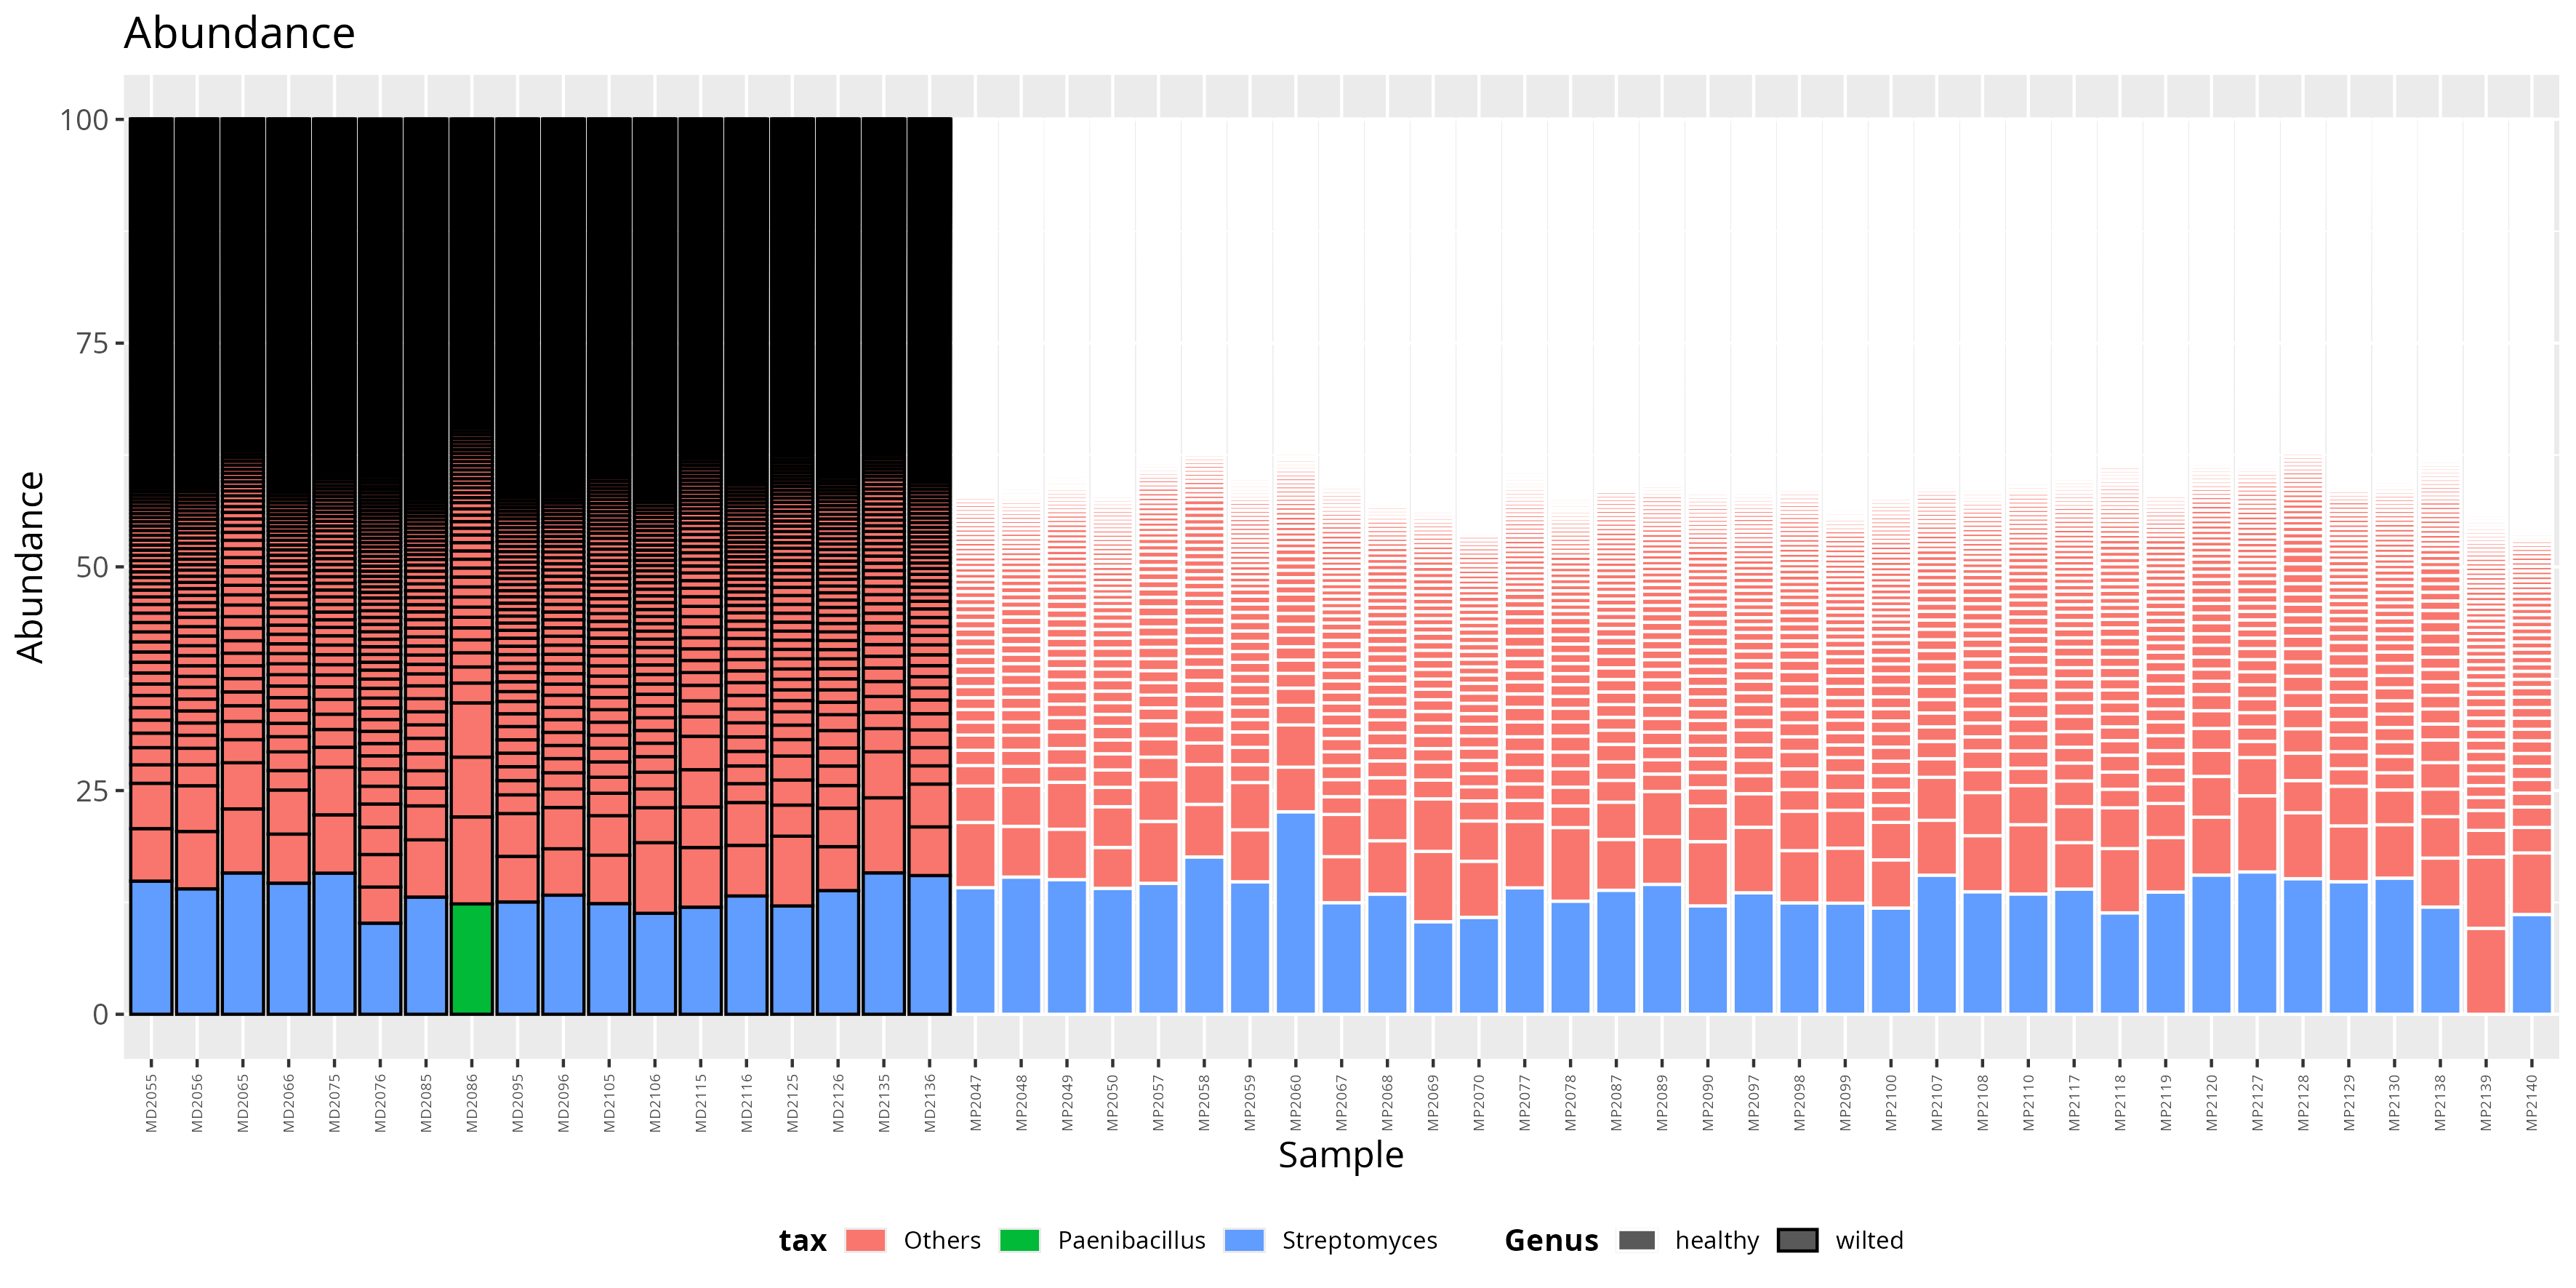 Abundance
Abundance
100
75
50
25
0
MD2055 MD2056 MD2065 MD2066 MD2075 MD2076 MD2085 MD2086 MD2095 MD2096 MD2105 MD2106 MD2115 MD2116 MD2125 MD2126 MD2135 MD2136 MP2047 MP2048 MP2049 MP2050 MP2057 MP2058 MP2059 MP2060 MP2067 MP2068 MP2069 MP2070 MP2077 MP2078 MP2087 MP2089 MP2090 MP2097 MP2098 MP2099 MP2100 MP2107 MP2108 MP2110 MP2117 MP2118 MP2119 MP2120 MP2127 MP2128 MP2129 MP2130 MP2138 MP2139 MP2140
Sample
tax Others Paenibacillus Streptomyces Genus healthy wilted